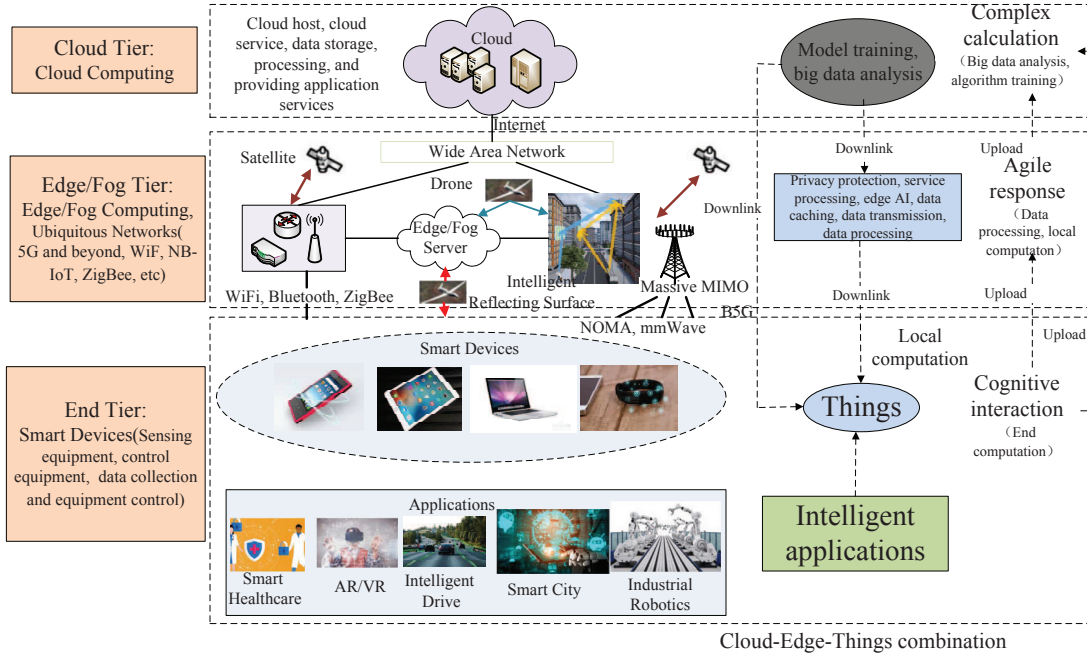 Cloud Tier:
Cloud Computing
Cloud host, cloud
service, data storage,
processing, and
providing application
services
Cloud
Model training,
big data analysis
Complex
calculation
（Big data analysis,
algorithm training）
Internet
Wide Area Network
Edge/Fog Tier:
Edge/Fog Computing,
Ubiquitous Networks(
5G and beyond, WiF, NB-
IoT, ZigBee, etc)
Satellite
Drone
Edge/Fog
Server
WiFi, Bluetooth, ZigBee
Intelligent
Reflecting Surface
Massive MIMO
B5G
NOMA, mmWave
Downlink
Downlink
Upload
Privacy protection, service
processing, edge AI, data
caching, data transmission,
data processing
Agile
response
（Data
processing, local
computaton）
Downlink
Upload
End Tier:
Smart Devices(Sensing
equipment, control
equipment, data collection
and equipment control)
Smart Devices
Local
computation
Upload
Things
Cognitive
interaction
（End
computation）
Applications
Smart
Healthcare
AR/VR
Intelligent
Drive
Smart City
Industrial
Robotics
Intelligent
applications
Cloud-Edge-Things combination